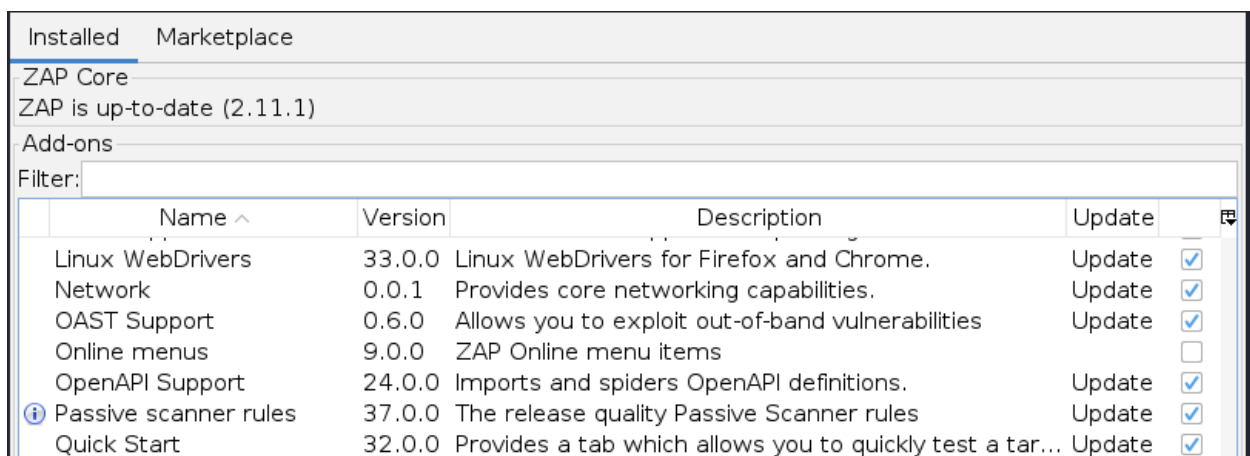 Installed Marketplace
ZAP Core
ZAP is up-to-date (2.11.1)
Add-ons
Filter:
Name Version Description Update
Linux WebDrivers 33.0.0 Linux WebDrivers for Firefox and Chrome. Update
Network 0.0.1 Provides core networking capabilities. Update
OAST Support 0.6.0 Allows you to exploit out-of-band vulnerabilities Update
Online menus 9.0.0 ZAP Online menu items
OpenAPI Support 24.0.0 Imports and spiders OpenAPI definitions. Update
Passive scanner rules 37.0.0 The release quality Passive Scanner rules Update
Quick Start 32.0.0 Provides a tab which allows you to quickly test a tar... Update